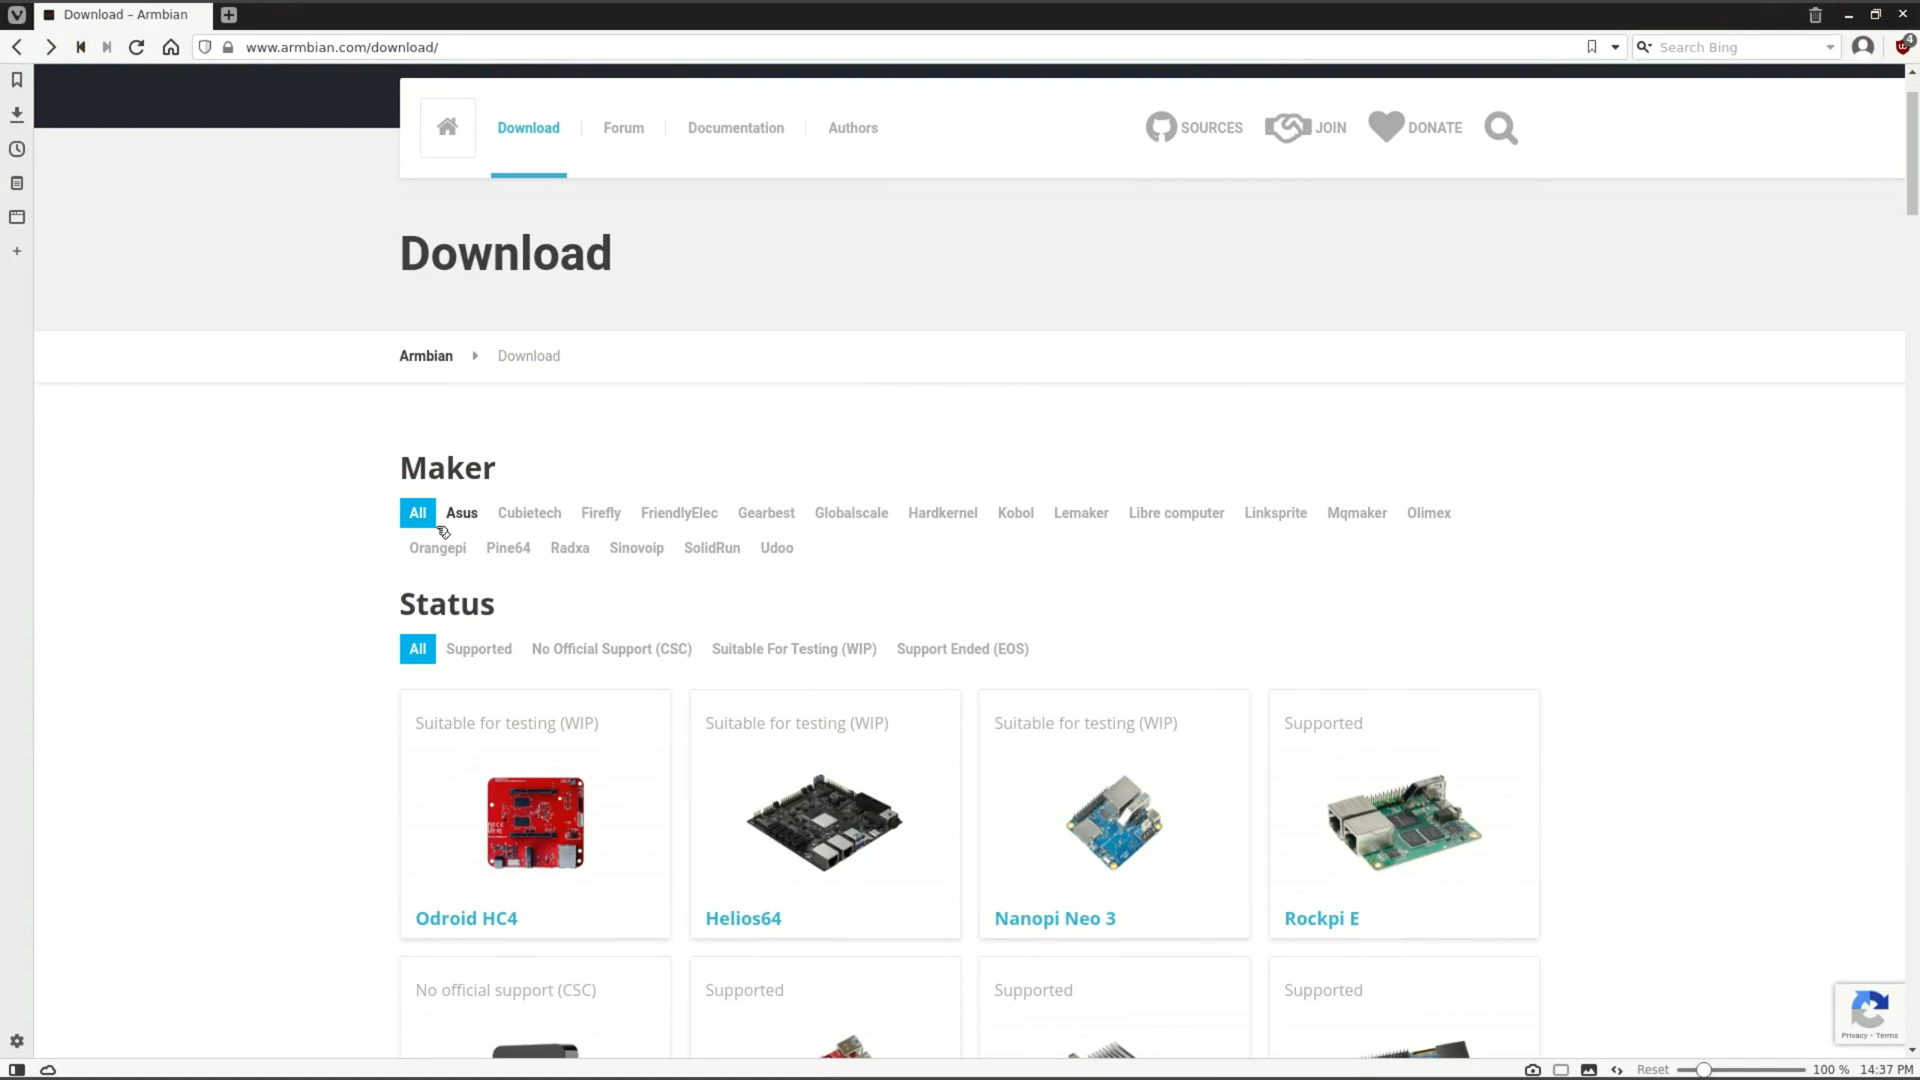 Download – Armbian
www.armbian.com/download/
Search Bing
4
Download
Forum
Documentation
Authors
SOURCES
JOIN
DONATE
Download
Armbian
Download
Maker
All Asus Cubietech Firefly FriendlyElec Gearbest Globalscale Hardkernel Kobol Lemaker Libre computer Linksprite Mqmaker Olimex
Orangepi Pine64 Radxa Sinovoip SolidRun Udoo
Status
All Supported No Official Support (CSC) Suitable For Testing (WIP) Support Ended (EOS)
Suitable for testing (WIP)
Odroid HC4
Suitable for testing (WIP)
Helios64
Suitable for testing (WIP)
Nanopi Neo 3
Supported
Rockpi E
No official support (CSC)
Supported
Supported
Supported
Privacy - Terms
Reset
100 %
14:37 PM